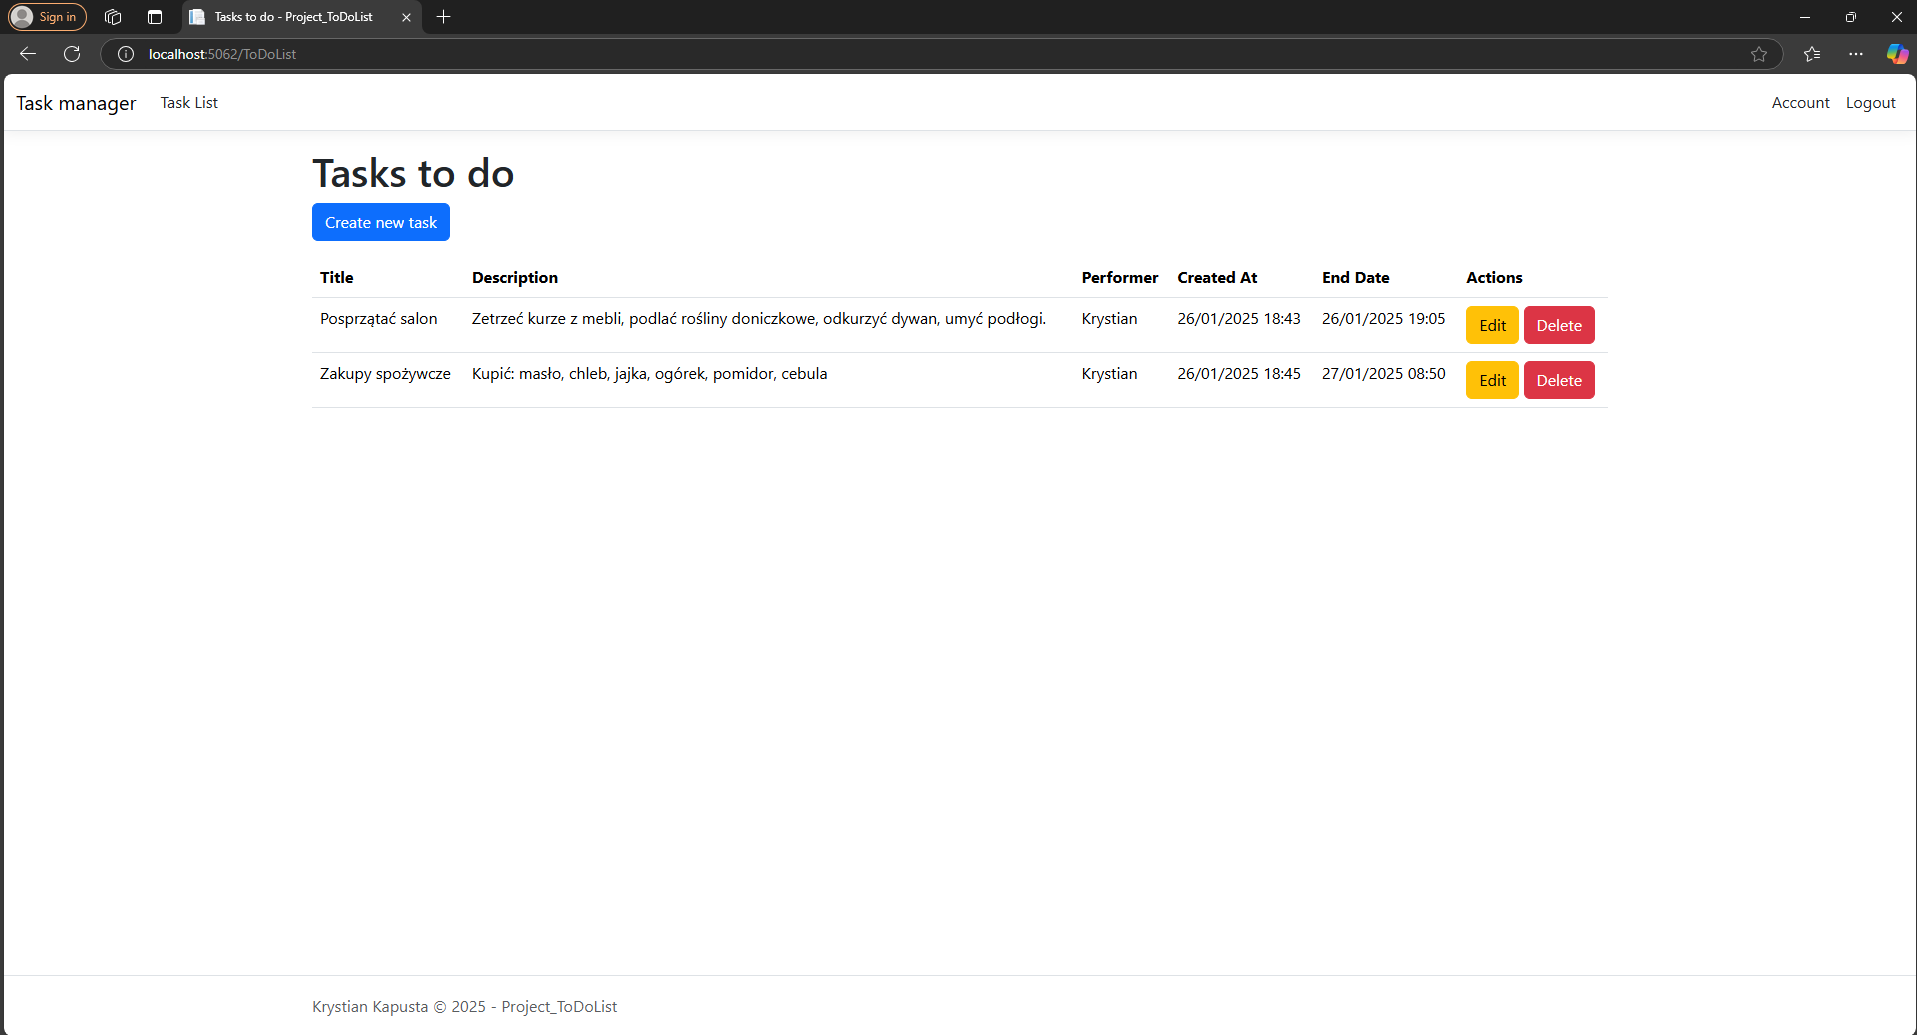 Sign in
Tasks to do - Project_ToDoList
localhost:5062/ToDoList
Task manager Task List Account Logout
Tasks to do
Create new task
Title Description Performer Created At End Date Actions
Posprzątać salon Zetrzeć kurze z mebli, podlać rośliny doniczkowe, odkurzyć dywan, umyć podłogi. Krystian 26/01/2025 18:43 26/01/2025 19:05 Edit Delete
Zakupy spożywcze Kupić: masło, chleb, jajka, ogórek, pomidor, cebula Krystian 26/01/2025 18:45 27/01/2025 08:50 Edit Delete
Krystian Kapusta © 2025 - Project_ToDoList